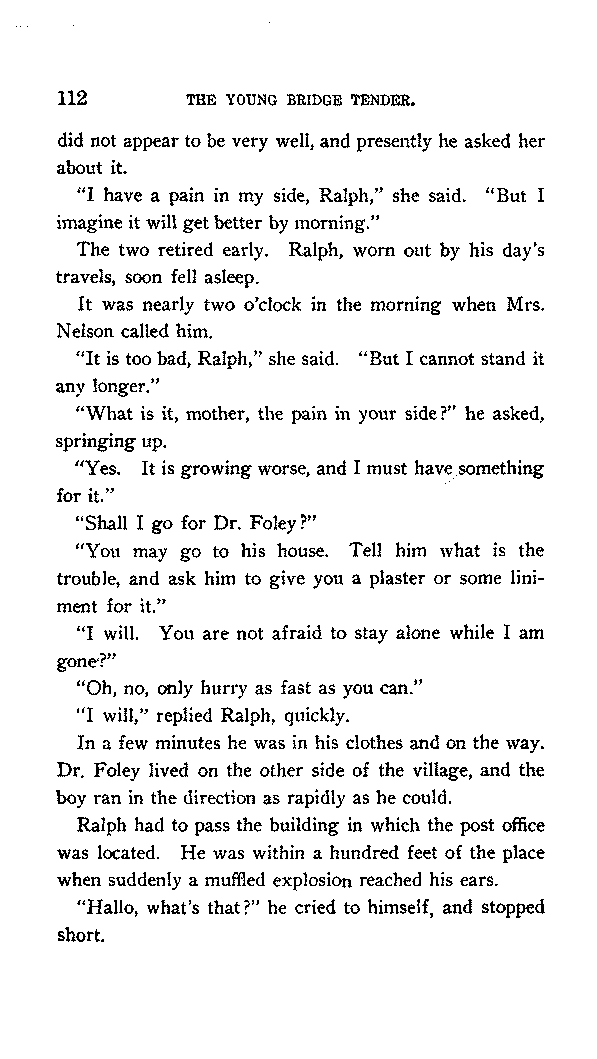 112 THE YOUNG BRIDGE TENDER.
did not appear to be very well, and presently he asked her
about it.
"I have a pain in my side, Ralph," she said. "But I
imagine it will get better by morning."
The two retired early. Ralph, worn out by his day's
travels, soon fell asleep.
It was nearly two o'clock in the morning when Mrs.
Nelson called him.
"It is too bad, Ralph," she said. "But I cannot stand it
any longer."
"What is it, mother, the pain in your side?" he asked,
springing up.
"Yes. It is growing worse, and I must have something
for it."
"Shall I go for Dr. Foley?"
"You may go to his house. Tell him what is the
trouble, and ask him to give you a plaster or some lini-
ment for it."
"I will. You are not afraid to stay alone while I am
gone?"
"Oh, no, only hurry as fast as you can."
"I will," replied Ralph, quickly.
In a few minutes he was in his clothes and on the way.
Dr. Foley lived on the other side of the village, and the
boy ran in the direction as rapidly as he could.
Ralph had to pass the building in which the post office
was located. He was within a hundred feet of the place
when suddenly a muffled explosion reached his ears.
"Hallo, what's that?" he cried to himself, and stopped
short.